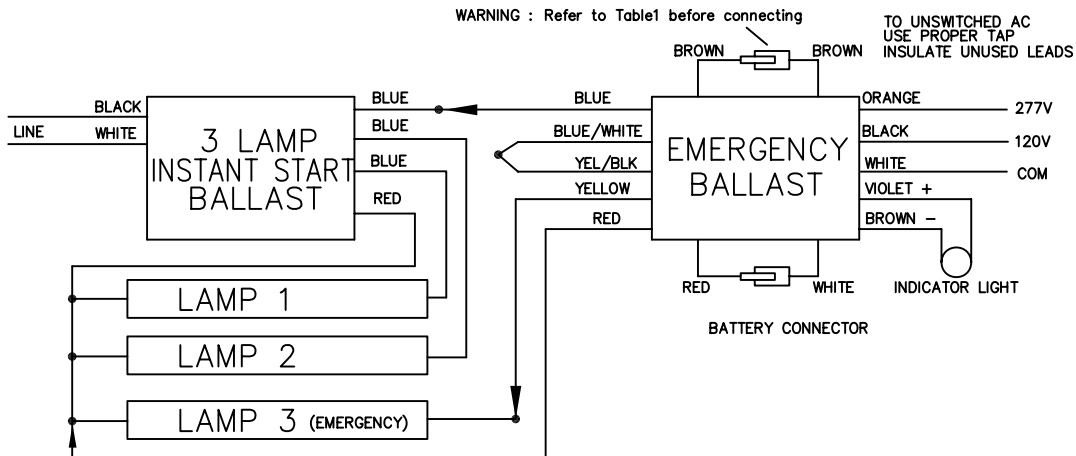 WARNING : Refer to Table1 before connecting
TO UNSWITCHED AC
USE PROPER TAP
INSULATE UNUSED LEADS
BROWN
BROWN
BLACK
LINE
WHITE
3 LAMP
INSTANT START
BALLAST
BLUE
BLUE
BLUE
RED
BLUE
BLUE/WHITE
YEL/BLK
YELLOW
RED
EMERGENCY
BALLAST
ORANGE
277V
BLACK
120V
WHITE
COM
VIOLET +
BROWN -
INDICATOR LIGHT
RED
WHITE
BATTERY CONNECTOR
LAMP 1
LAMP 2
LAMP 3 (EMERGENCY)